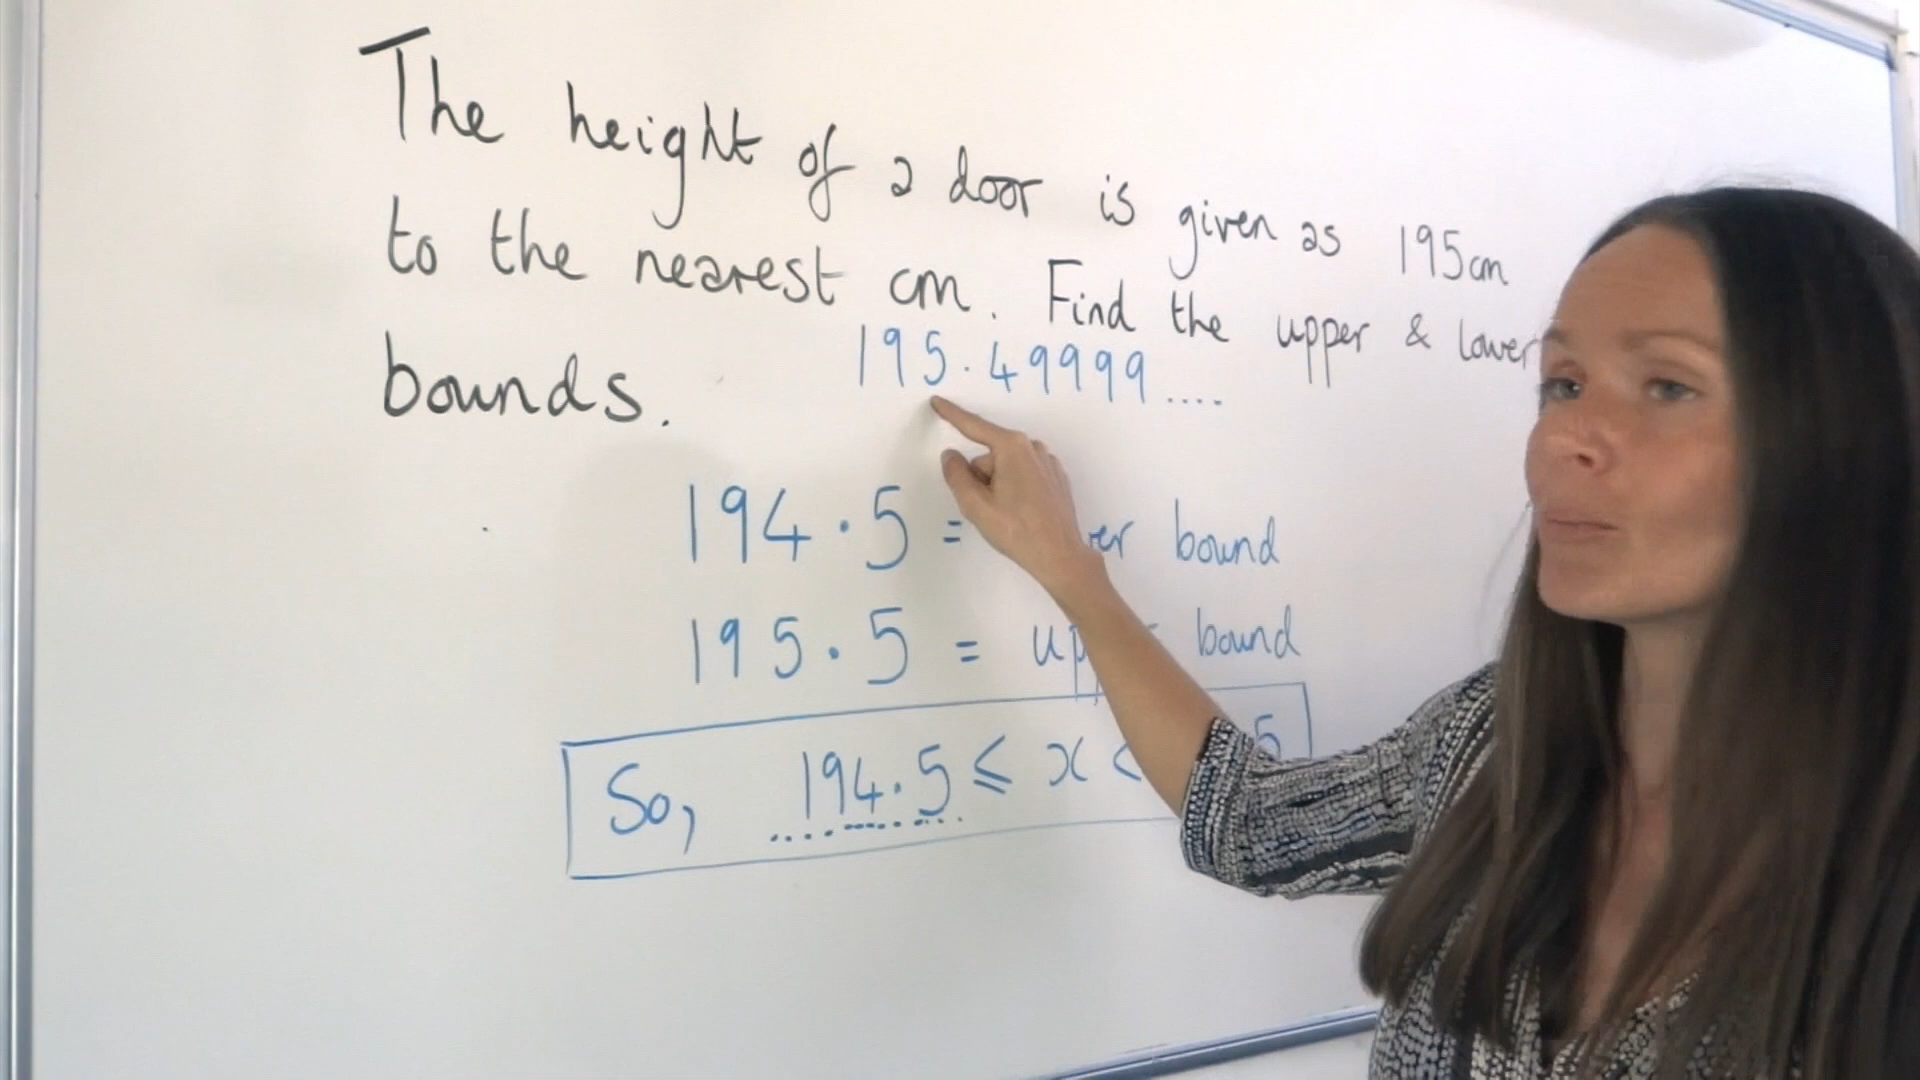 The height of a door is given as 195cm
to the nearest cm. Find the upper & lower
bounds.
195.49999....
194.5 = bound
195.5 = bound
So, 194.5 ≤ x < 5